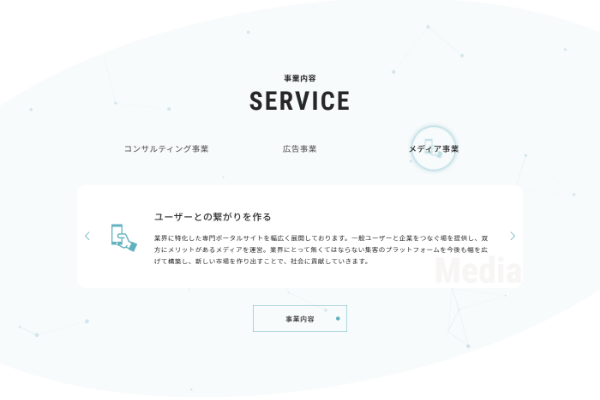 事業内容
SERVICE
コンサルティング事業
広告事業
メディア事業
ユーザーとの繋がりを作る
業界に特化した専門ポータルサイトを幅広く展開しております。一般ユーザーと企業をつなぐ場を提供し、双
方にメリットがあるメディアを運営。業界にとって無くてはならない集客のプラットフォームを今後も幅を広
げて構築し、新しい市場を作り出すことで、社会に貢献していきます。
Media
事業内容